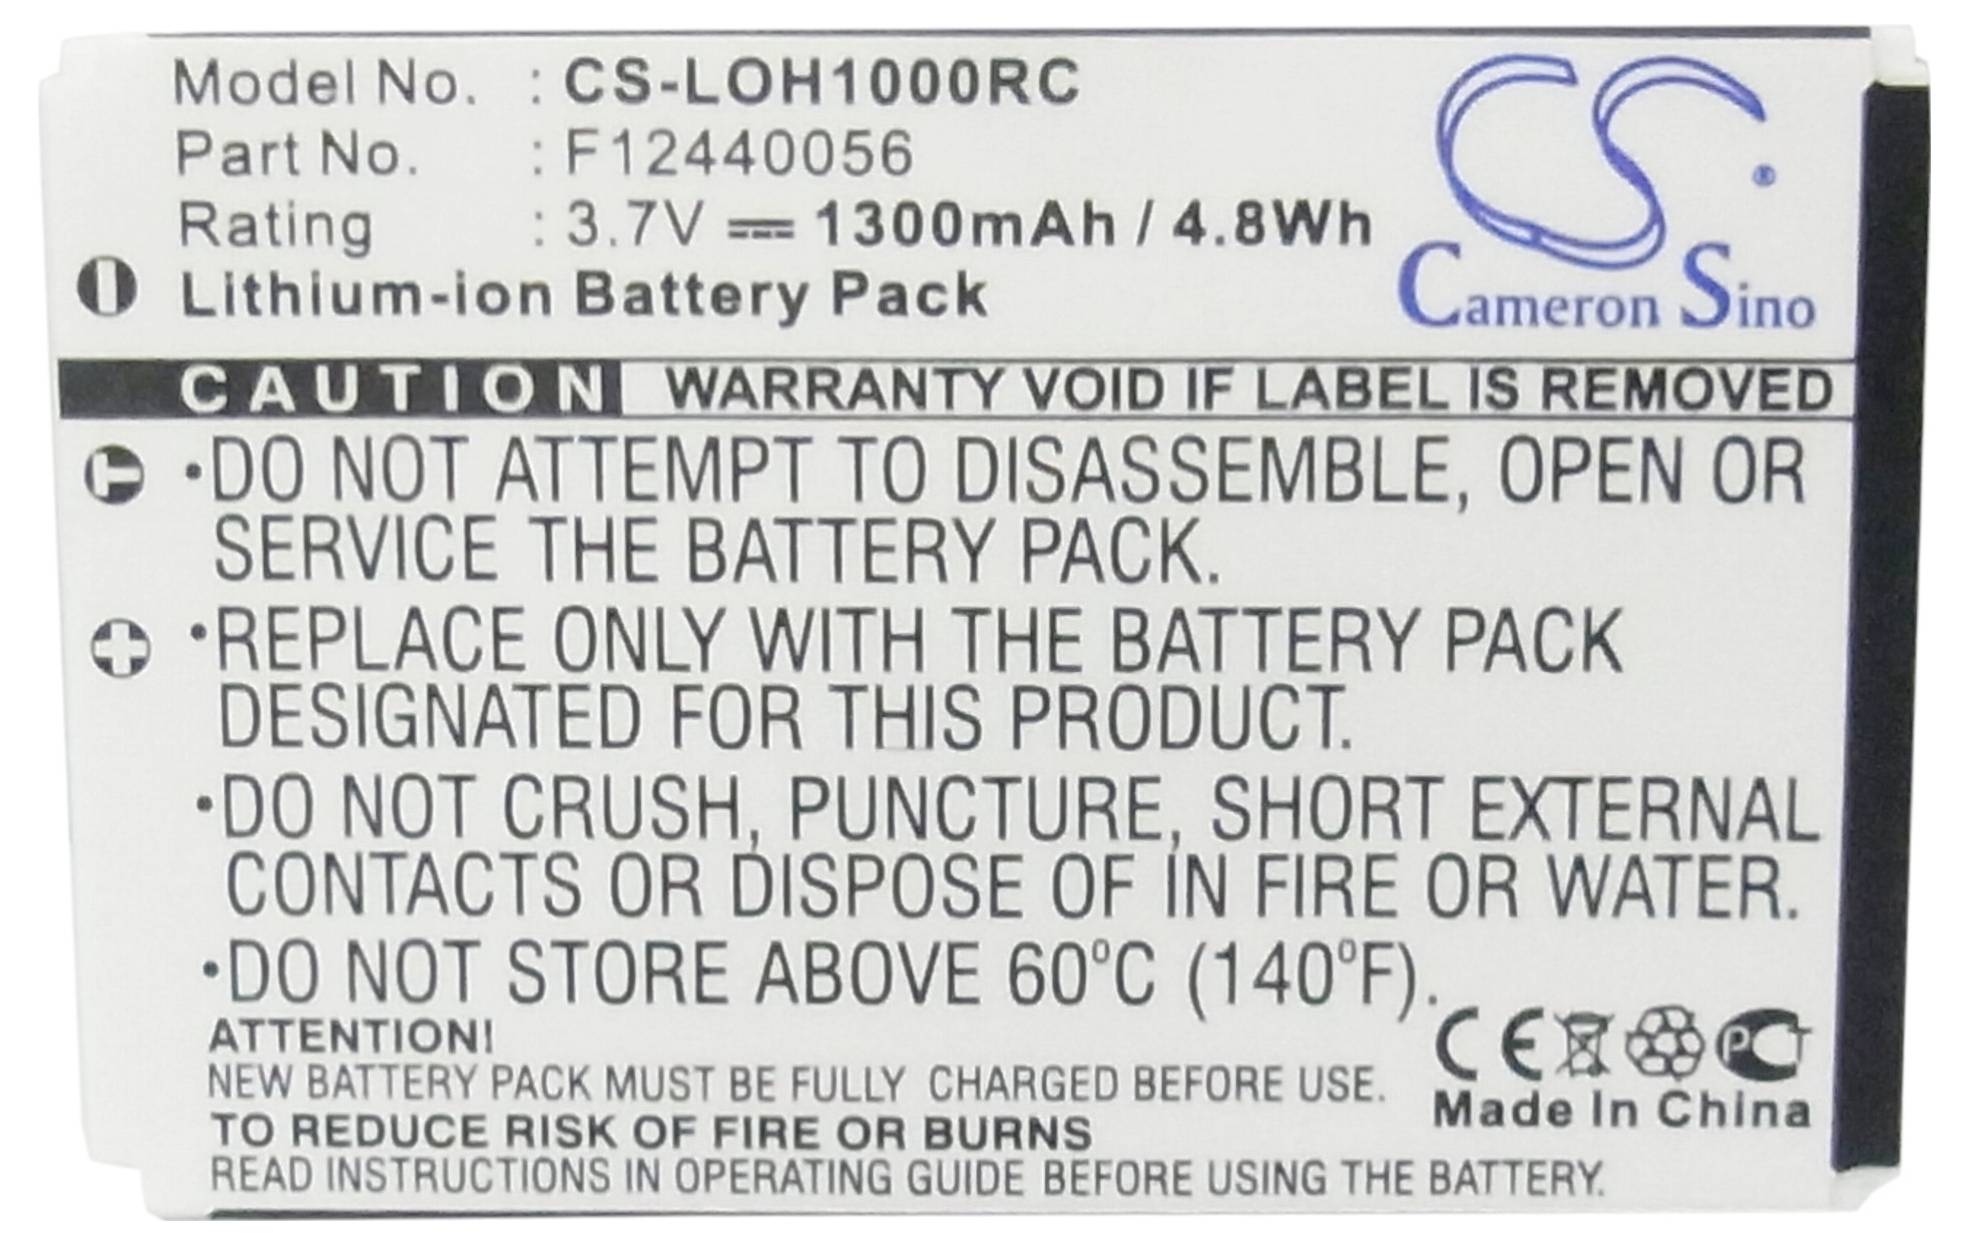 Model No. : CS-LOH1000RC
Part No. : F12440056
Rating : 3.7V ⎓ 1300mAh / 4.8Wh
Lithium-ion Battery Pack
CS®
Cameron Sino
CAUTION WARRANTY VOID IF LABEL IS REMOVED
•DO NOT ATTEMPT TO DISASSEMBLE, OPEN OR
SERVICE THE BATTERY PACK.
•REPLACE ONLY WITH THE BATTERY PACK
DESIGNATED FOR THIS PRODUCT.
•DO NOT CRUSH, PUNCTURE, SHORT EXTERNAL
CONTACTS OR DISPOSE OF IN FIRE OR WATER.
•DO NOT STORE ABOVE 60°C (140°F).
ATTENTION!
NEW BATTERY PACK MUST BE FULLY CHARGED BEFORE USE.
TO REDUCE RISK OF FIRE OR BURNS
READ INSTRUCTIONS IN OPERATING GUIDE BEFORE USING THE BATTERY.
CE PCT
Made In China